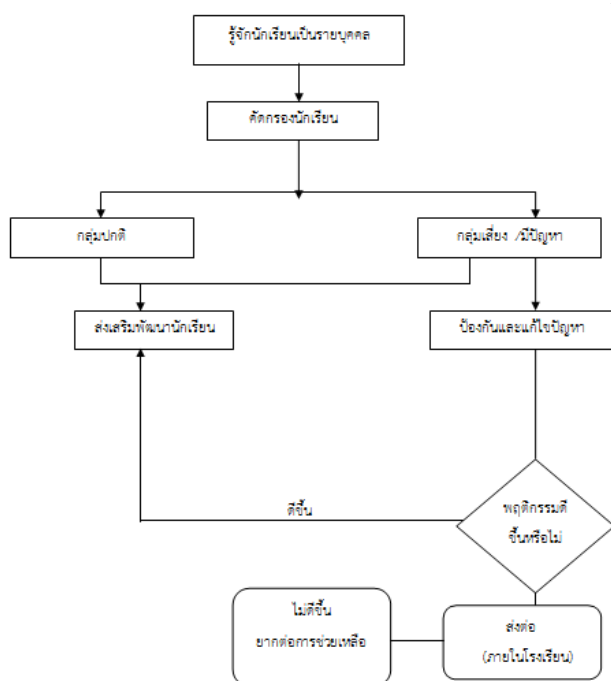 รู้จักนักเรียนเป็นรายบุคคล
คัดกรองนักเรียน
กลุ่มปกติ
กลุ่มเสี่ยง /มีปัญหา
ส่งเสริมพัฒนานักเรียน
ป้องกันและแก้ไขปัญหา
ดีขึ้น
พฤติกรรมดี
ขึ้นหรือไม่
ไม่ดีขึ้น
ยากต่อการช่วยเหลือ
ส่งต่อ
(ภายในโรงเรียน)